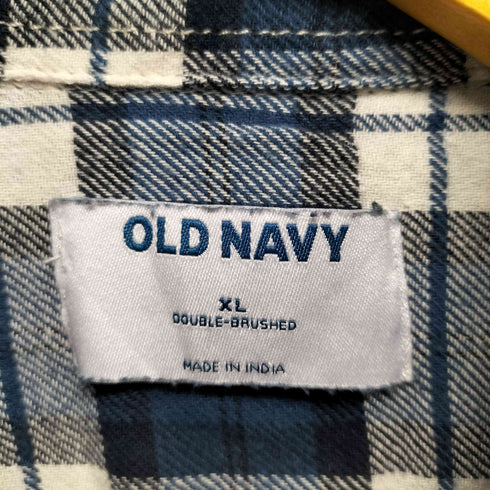 OLD NAVY
XL
DOUBLE-BRUSHED
MADE IN INDIA